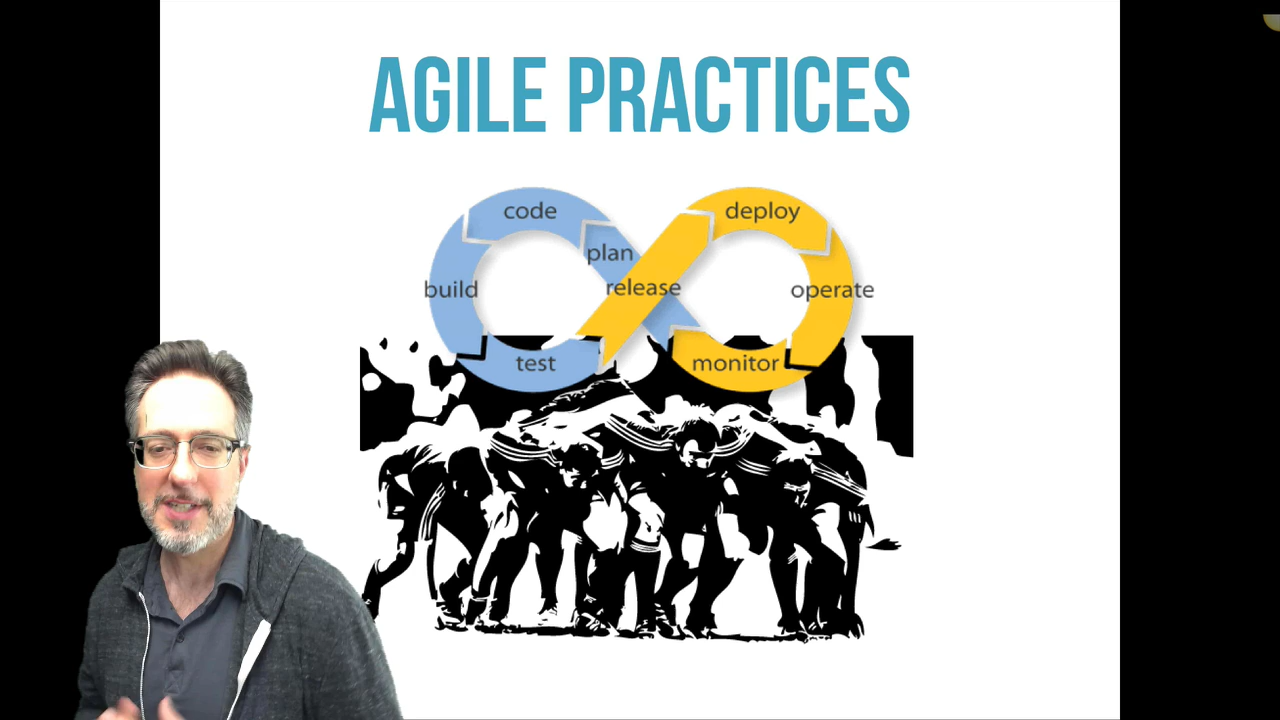 AGILE PRACTICES
code
deploy
plan
build
release
operate
test
monitor